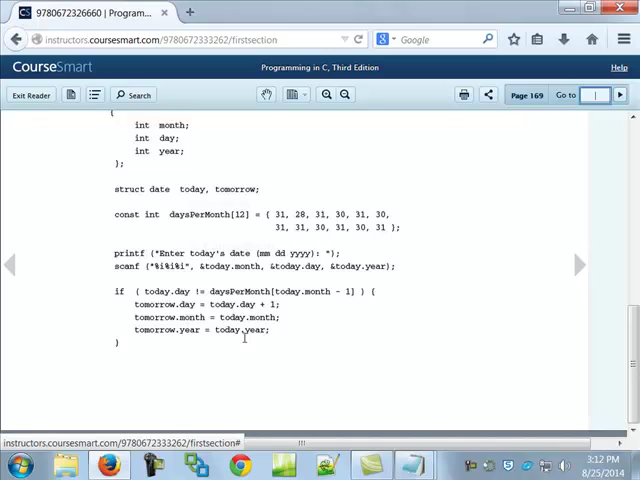 9780672326660 | Program...
instructors.coursesmart.com/9780672333262/firstsection
Google
CourseSmart
Programming in C, Third Edition
Help
Exit Reader
Search
Page 169
Go to
{
int month;
int day;
int year;
};
struct date today, tomorrow;
const int daysPerMonth[12] = { 31, 28, 31, 30, 31, 30,
31, 31, 30, 31, 30, 31 };
printf ("Enter today's date (mm dd yyyy): ");
scanf ("%i%i%i", &today.month, &today.day, &today.year);
if ( today.day != daysPerMonth[today.month - 1] ) {
tomorrow.day = today.day + 1;
tomorrow.month = today.month;
tomorrow.year = today.year;
}
instructors.coursesmart.com/9780672333262/firstsection#
3:12 PM
8/25/2014